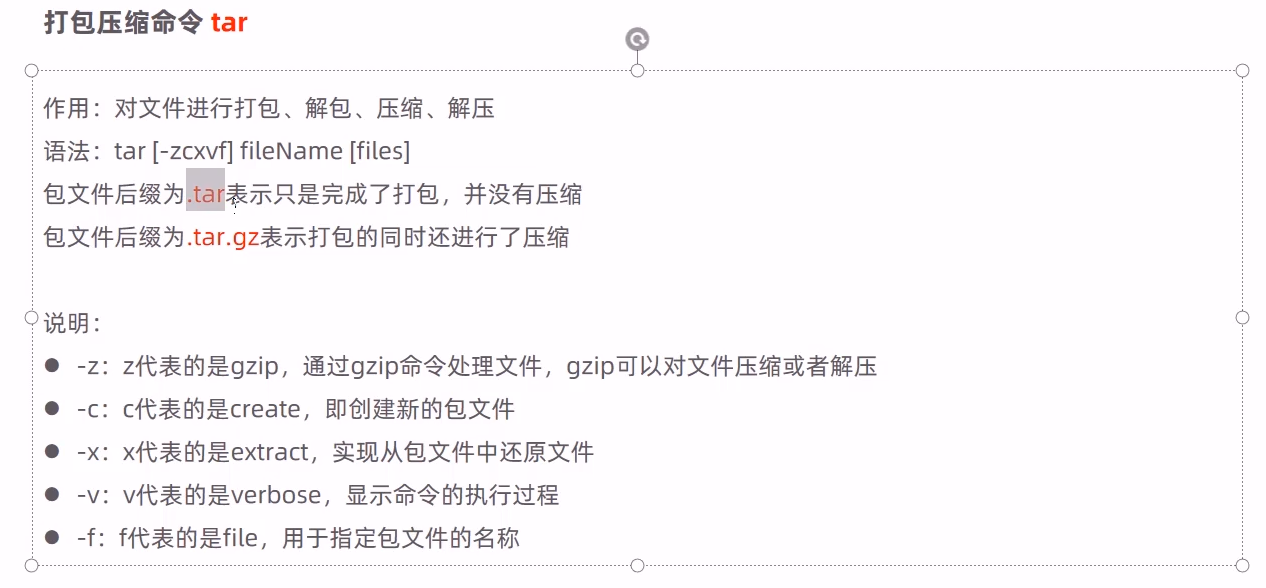 打包压缩命令 tar
作用：对文件进行打包、解包、压缩、解压
语法：tar [-zcxvf] fileName [files]
包文件后缀为.tar表示只是完成了打包，并没有压缩
包文件后缀为.tar.gz表示打包的同时还进行了压缩
说明：
● -z：z代表的是gzip，通过gzip命令处理文件，gzip可以对文件压缩或者解压
● -c：c代表的是create，即创建新的包文件
● -x：x代表的是extract，实现从包文件中还原文件
● -v：v代表的是verbose，显示命令的执行过程
● -f：f代表的是file，用于指定包文件的名称